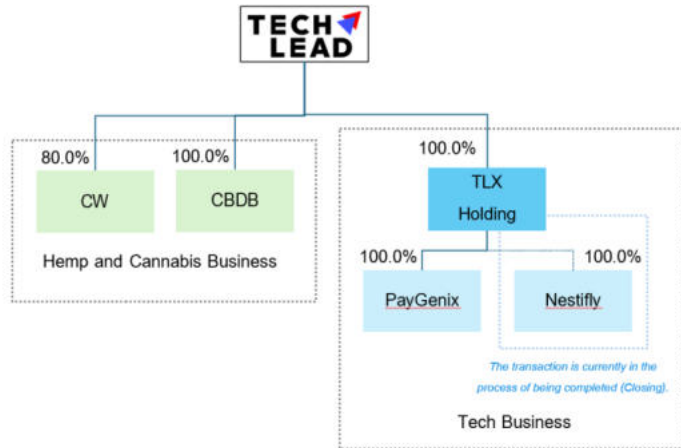 TECH
LEAD
80.0%
100.0%
CW
CBDB
Hemp and Cannabis Business
100.0%
TLX
Holding
100.0%
100.0%
PayGenix
Nestifly
The transaction is currently in the
process of being completed (Closing).
Tech Business